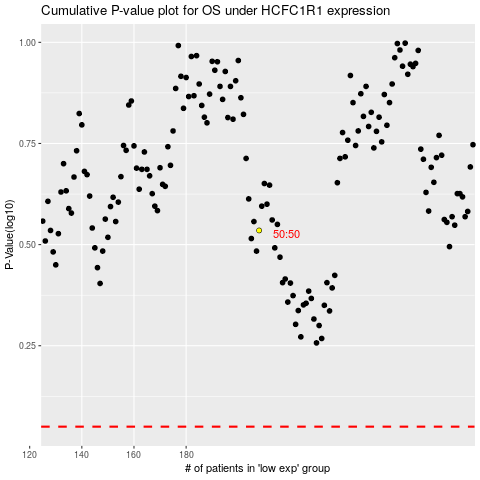 Cumulative P-value plot for OS under HCFC1R1 expression
P-Value(log10)
1.00
0.75
0.50
0.25
50:50
120 140 160 180
# of patients in 'low exp' group